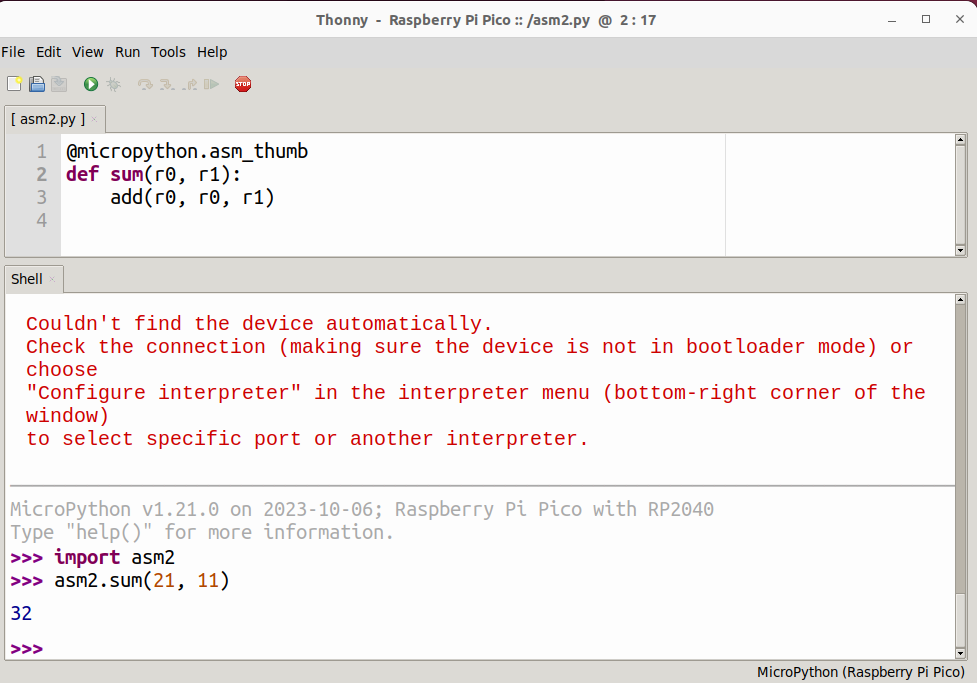 Thonny - Raspberry Pi Pico :: /asm2.py @ 2 : 17
File Edit View Run Tools Help
STOP
[ asm2.py ]
1 @micropython.asm_thumb
2 def sum(r0, r1):
3     add(r0, r0, r1)
4
Shell
Couldn't find the device automatically.
Check the connection (making sure the device is not in bootloader mode) or
choose
"Configure interpreter" in the interpreter menu (bottom-right corner of the
window)
to select specific port or another interpreter.
MicroPython v1.21.0 on 2023-10-06; Raspberry Pi Pico with RP2040
Type "help()" for more information.
>>> import asm2
>>> asm2.sum(21, 11)
32
>>>
MicroPython (Raspberry Pi Pico)